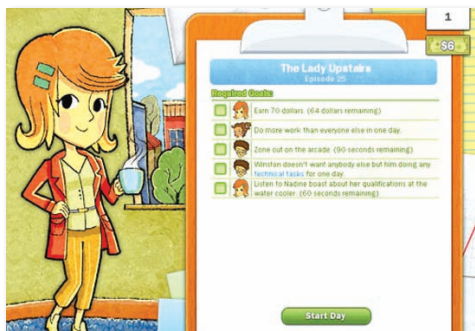 1
$6
The Lady Upstairs
Episode 25
Required Goals:
Earn 70 dollars. (64 dollars remaining)
Do more work than everyone else in one day.
Zone out on the arcade. (90 seconds remaining)
Winston doesn't want anybody else but him doing any
technical tasks for one day.
Listen to Nadine boast about her qualifications at the
water cooler. (60 seconds remaining)
Start Day